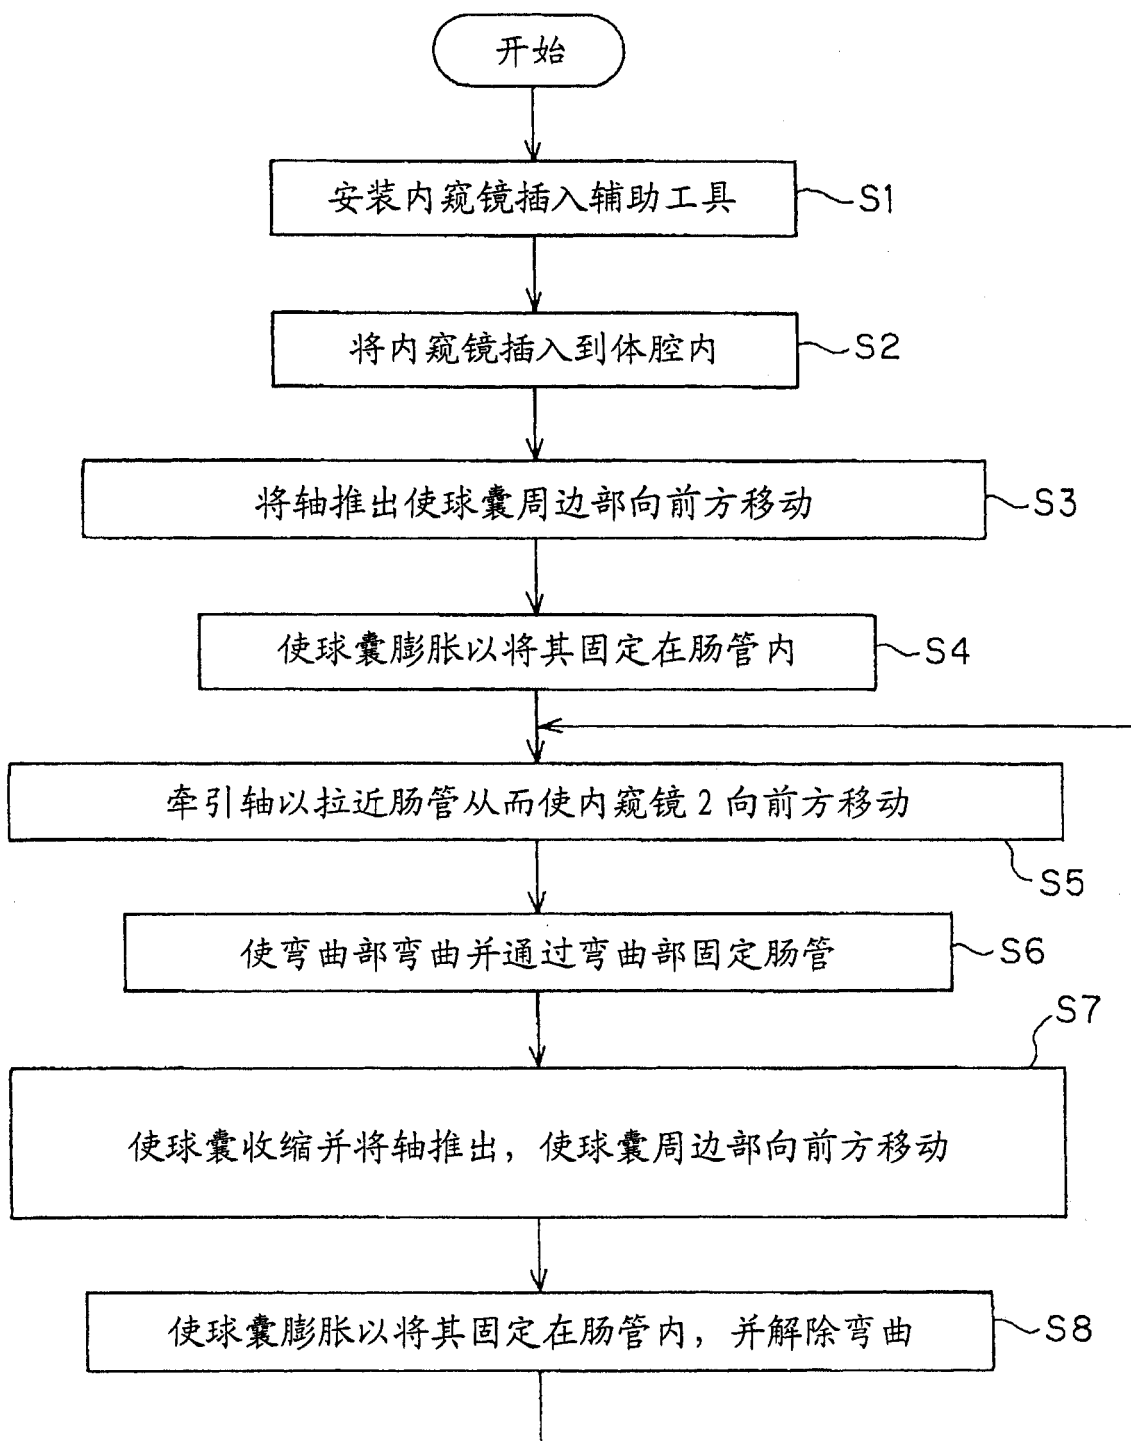 开始
安装内窥镜插入辅助工具
S1
将内窥镜插入到体腔内
S2
将轴推出使球囊周边部向前方移动
S3
使球囊膨胀以将其固定在肠管内
S4
牵引轴以拉近肠管从而使内窥镜2向前方移动
S5
使弯曲部弯曲并通过弯曲部固定肠管
S6
S7
使球囊收缩并将轴推出，使球囊周边部向前方移动
使球囊膨胀以将其固定在肠管内，并解除弯曲
S8